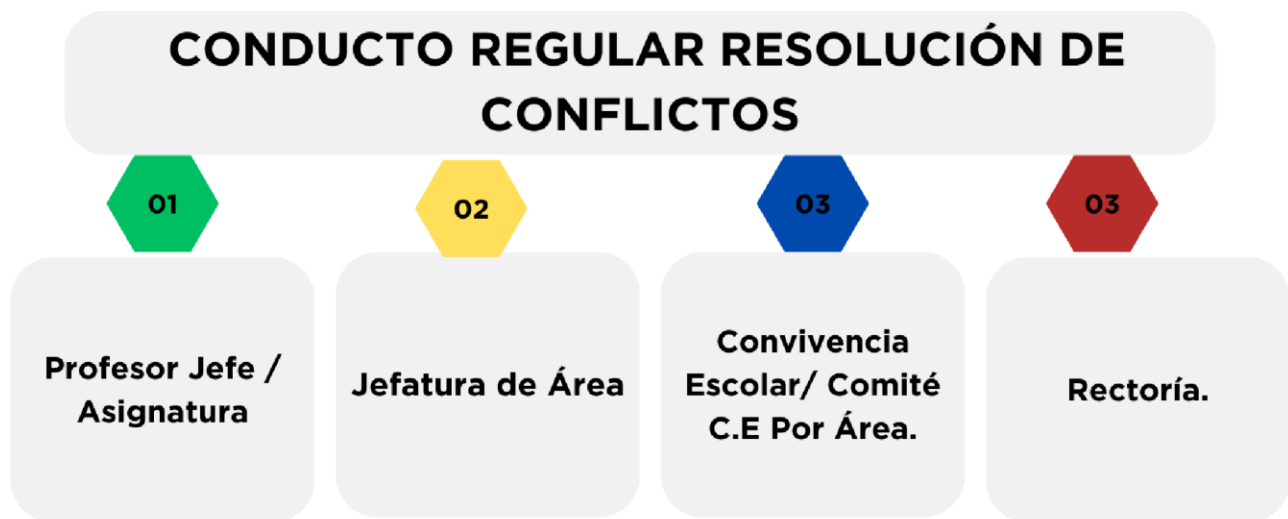 CONDUCTO REGULAR RESOLUCIÓN DE
CONFLICTOS
01
02
03
03
Profesor Jefe /
Asignatura
Jefatura de Área
Convivencia
Escolar/ Comité
C.E Por Área.
Rectoría.